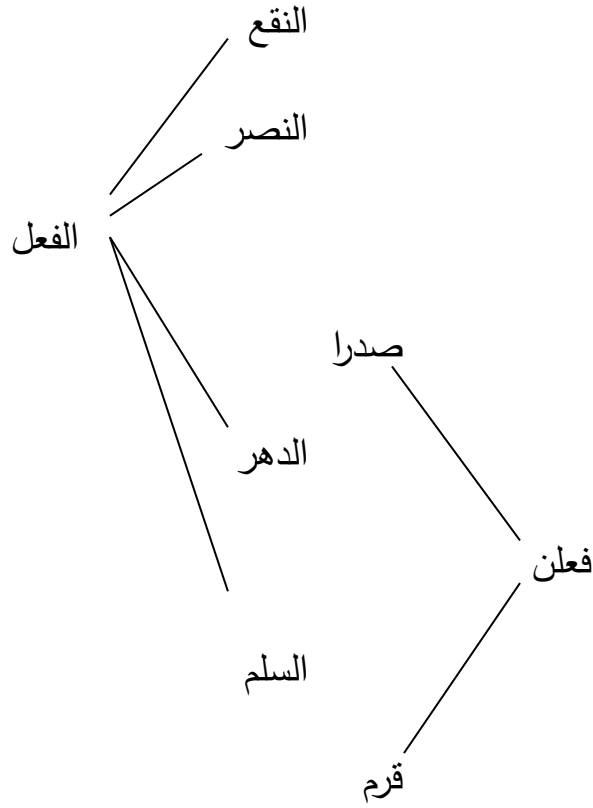 النقع
النصر
الفعل
صدرا
الدهر
فعلن
السلم
قرم